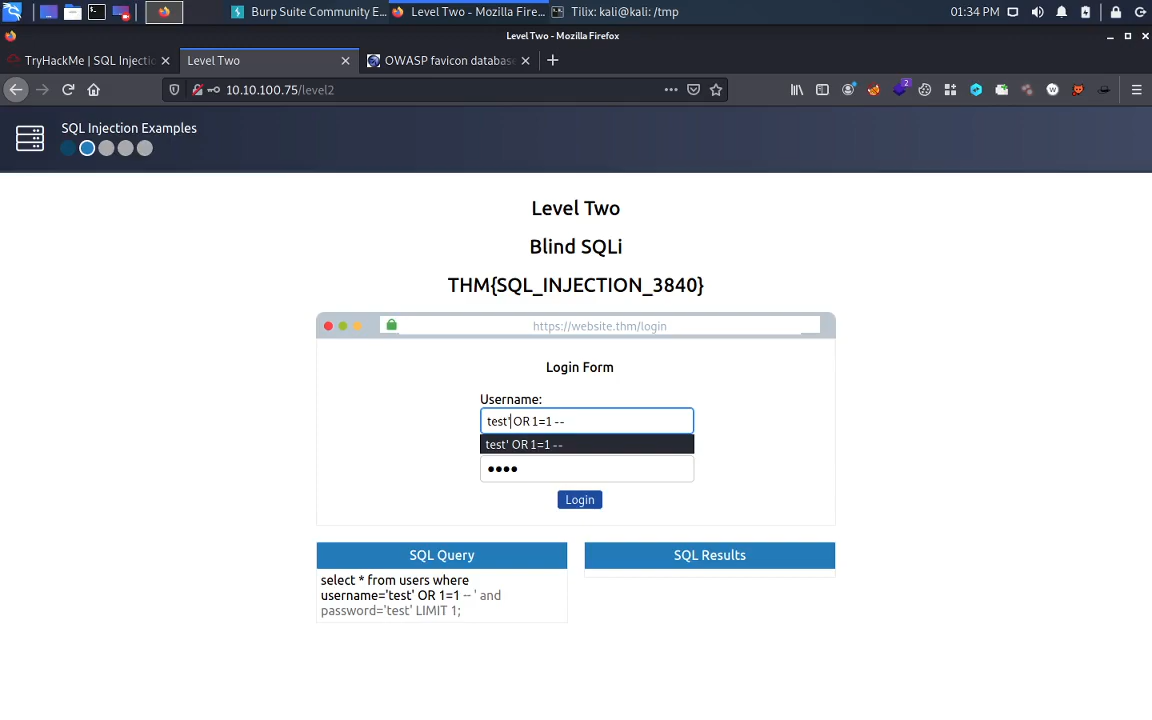 Burp Suite Community E...
Level Two - Mozilla Fire...
Tilix: kali@kali: /tmp
01:34 PM
Level Two - Mozilla Firefox
TryHackMe | SQL Injectio
Level Two
OWASP favicon database
10.10.100.75/level2
2
SQL Injection Examples
Level Two
Blind SQLi
THM{SQL_INJECTION_3840}
https://website.thm/login
Login Form
Username:
test' OR 1=1 --
test' OR 1=1 --
●●●●
Login
SQL Query
select * from users where
username='test' OR 1=1 -- ' and
password='test' LIMIT 1;
SQL Results